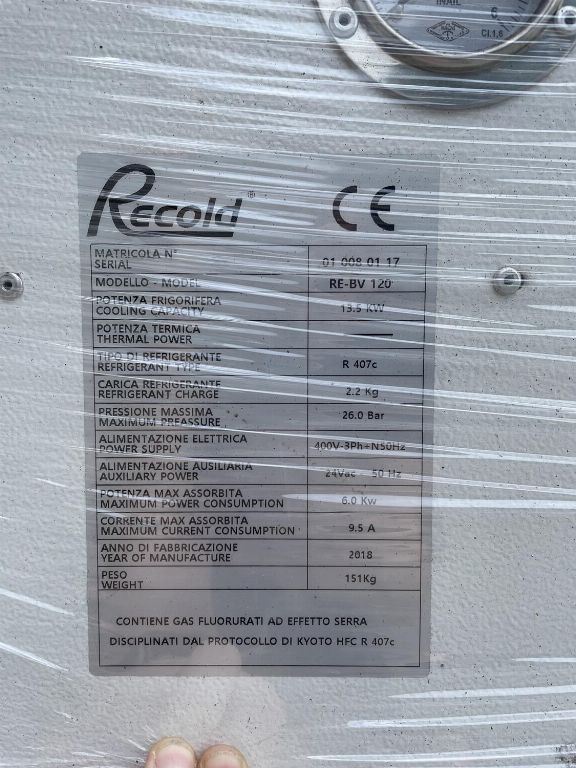 INAIL
6
Cl.1,6
Recold®
CE
MATRICOLA N°
SERIAL
01 008 01 17
MODELLO - MODEL
RE-BV 120
POTENZA FRIGORIFERA
COOLING CAPACITY
13.5 KW
POTENZA TERMICA
THERMAL POWER
TIPO DI REFRIGERANTE
REFRIGERANT TYPE
R 407c
CARICA REFRIGERANTE
REFRIGERANT CHARGE
2.2 Kg
PRESSIONE MASSIMA
MAXIMUM PREASSURE
26.0 Bar
ALIMENTAZIONE ELETTRICA
POWER SUPPLY
400V-3Ph+N50Hz
ALIMENTAZIONE AUSILIARIA
AUXILIARY POWER
24Vac 50 Hz
POTENZA MAX ASSORBITA
MAXIMUM POWER CONSUMPTION
6.0 Kw
CORRENTE MAX ASSORBITA
MAXIMUM CURRENT CONSUMPTION
9.5 A
ANNO DI FABBRICAZIONE
YEAR OF MANUFACTURE
2018
PESO
WEIGHT
151Kg
CONTIENE GAS FLUORURATI AD EFFETTO SERRA
DISCIPLINATI DAL PROTOCOLLO DI KYOTO HFC R 407c